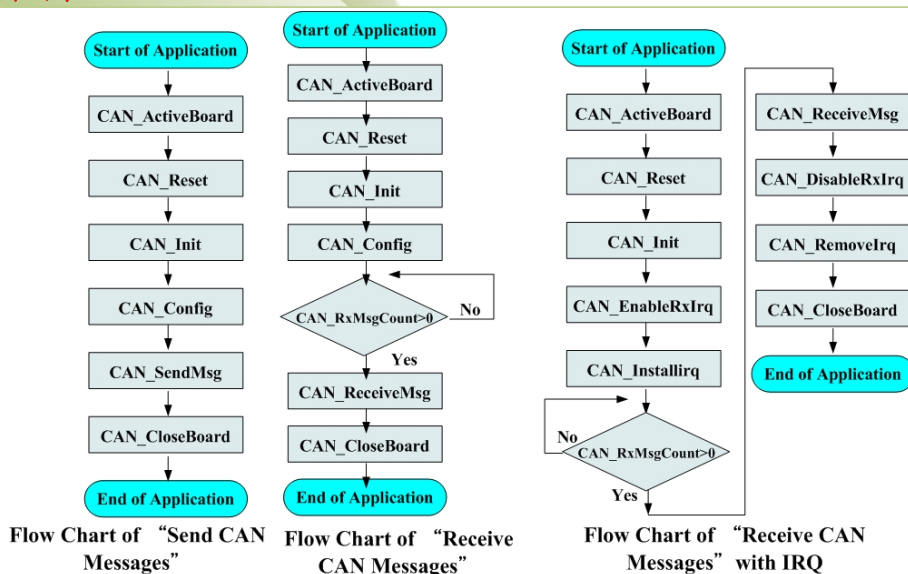 Start of Application
CAN_ActiveBoard
CAN_Reset
CAN_Init
CAN_Config
CAN_SendMsg
CAN_CloseBoard
End of Application
Flow Chart of “Send CAN
Messages”
Start of Application
CAN_ActiveBoard
CAN_Reset
CAN_Init
CAN_Config
CAN_RxMsgCount>0
No
Yes
CAN_ReceiveMsg
CAN_CloseBoard
End of Application
Flow Chart of “Receive
CAN Messages”
Start of Application
CAN_ActiveBoard
CAN_Reset
CAN_Init
CAN_EnableRxIrq
CAN_Installirq
No
CAN_RxMsgCount>0
Yes
CAN_ReceiveMsg
CAN_DisableRxIrq
CAN_RemoveIrq
CAN_CloseBoard
End of Application
Flow Chart of “Receive CAN
Messages” with IRQ